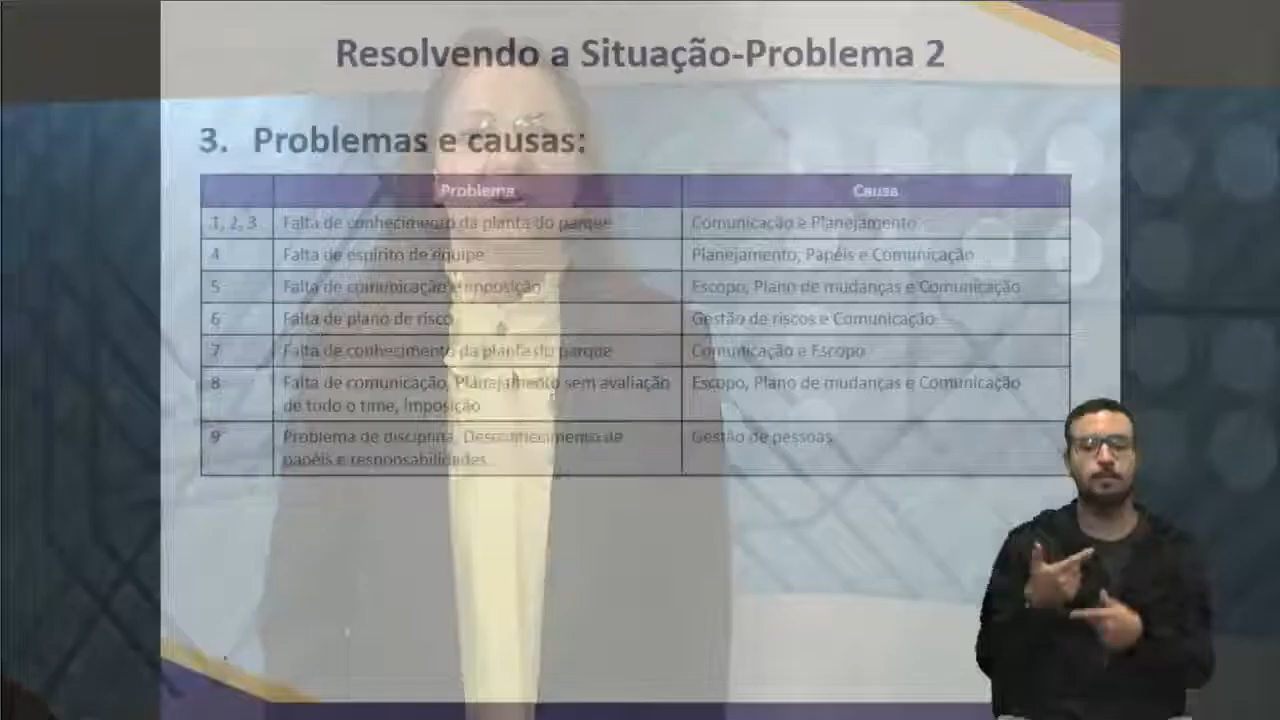 Resolvendo a Situação-Problema 2
3. Problemas e causas:
Problema Causa
1, 2, 3 Falta de conhecimento da planta do parque Comunicação e Planejamento
4 Falta de espírito de equipe Planejamento, Papéis e Comunicação
5 Falta de comunicação e imposição Escopo, Plano de mudanças e Comunicação
6 Falta de plano de risco Gestão de riscos e Comunicação
7 Falta de conhecimento da planta do parque Comunicação e Escopo
8 Falta de comunicação, Planejamento sem avaliação Escopo, Plano de mudanças e Comunicação
de todo o time, Imposição
9 Problema de disciplina, Desconhecimento de Gestão de pessoas
papéis e responsabilidades